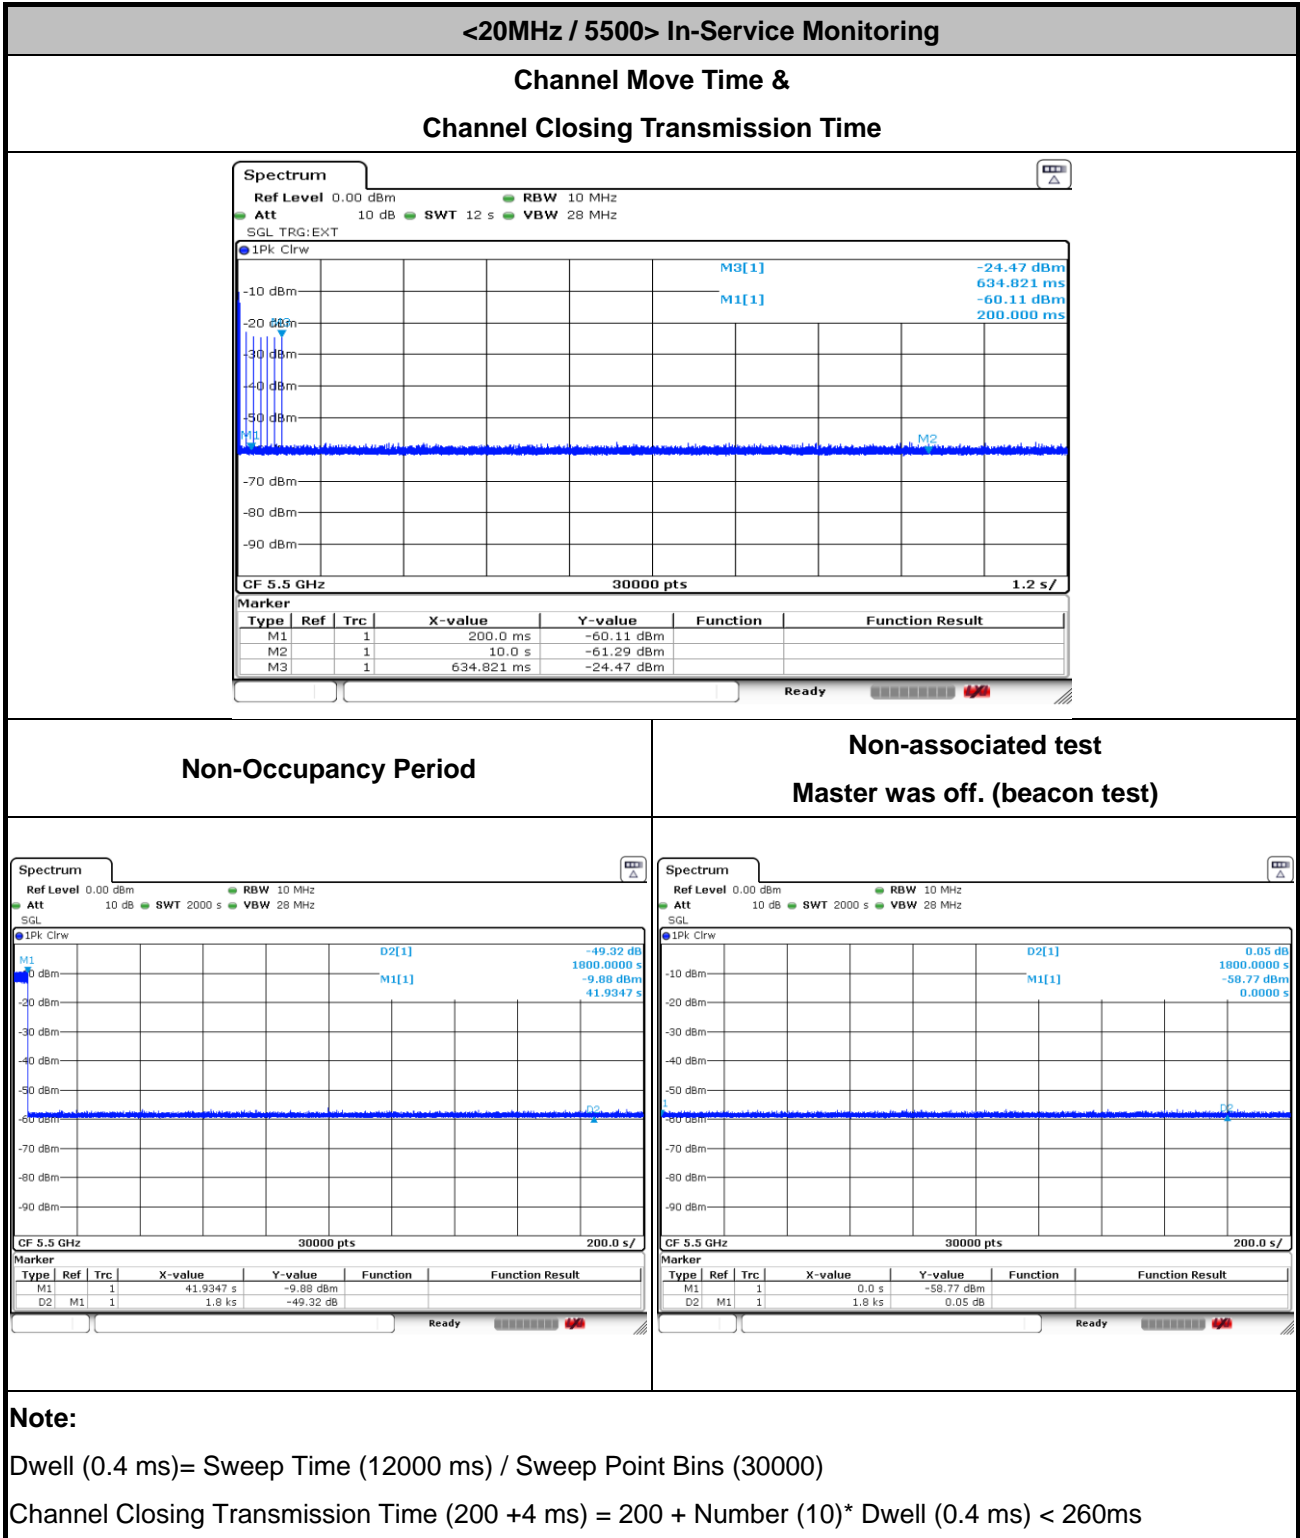 <20MHz / 5500> In-Service Monitoring
Channel Move Time &
Channel Closing Transmission Time
Spectrum
Ref Level 0.00 dBm RBW 10 MHz
Att 10 dB SWT 12 s VBW 28 MHz
SGL TRG:EXT
1Pk Clrw
M3[1] -24.47 dBm
634.821 ms
-10 dBm
M1[1] -60.11 dBm
200.000 ms
-20 dBm
-30 dBm
-40 dBm
-50 dBm
M1
M2
-70 dBm
-80 dBm
-90 dBm
CF 5.5 GHz 30000 pts 1.2 s/
Marker
Type Ref Trc X-value Y-value Function Function Result
M1 1 200.0 ms -60.11 dBm
M2 1 10.0 s -61.29 dBm
M3 1 634.821 ms -24.47 dBm
Ready
Non-Occupancy Period
Non-associated test
Master was off. (beacon test)
Spectrum
Ref Level 0.00 dBm RBW 10 MHz
Att 10 dB SWT 2000 s VBW 28 MHz
SGL
1Pk Clrw
D2[1] -49.32 dB
1800.0000 s
M1
M1[1] -9.88 dBm
41.9347 s
-20 dBm
-30 dBm
-40 dBm
-50 dBm
D2
-60 dBm
-70 dBm
-80 dBm
-90 dBm
CF 5.5 GHz 30000 pts 200.0 s/
Marker
Type Ref Trc X-value Y-value Function Function Result
M1 1 41.9347 s -9.88 dBm
D2 M1 1 1.8 ks -49.32 dB
Ready
Spectrum
Ref Level 0.00 dBm RBW 10 MHz
Att 10 dB SWT 2000 s VBW 28 MHz
SGL
1Pk Clrw
D2[1] 0.05 dB
1800.0000 s
-10 dBm
M1[1] -58.77 dBm
0.0000 s
-20 dBm
-30 dBm
-40 dBm
-50 dBm
D2
-60 dBm
-70 dBm
-80 dBm
-90 dBm
CF 5.5 GHz 30000 pts 200.0 s/
Marker
Type Ref Trc X-value Y-value Function Function Result
M1 1 0.0 s -58.77 dBm
D2 M1 1 1.8 ks 0.05 dB
Ready
Note:
Dwell (0.4 ms)= Sweep Time (12000 ms) / Sweep Point Bins (30000)
Channel Closing Transmission Time (200 +4 ms) = 200 + Number (10)* Dwell (0.4 ms) < 260ms